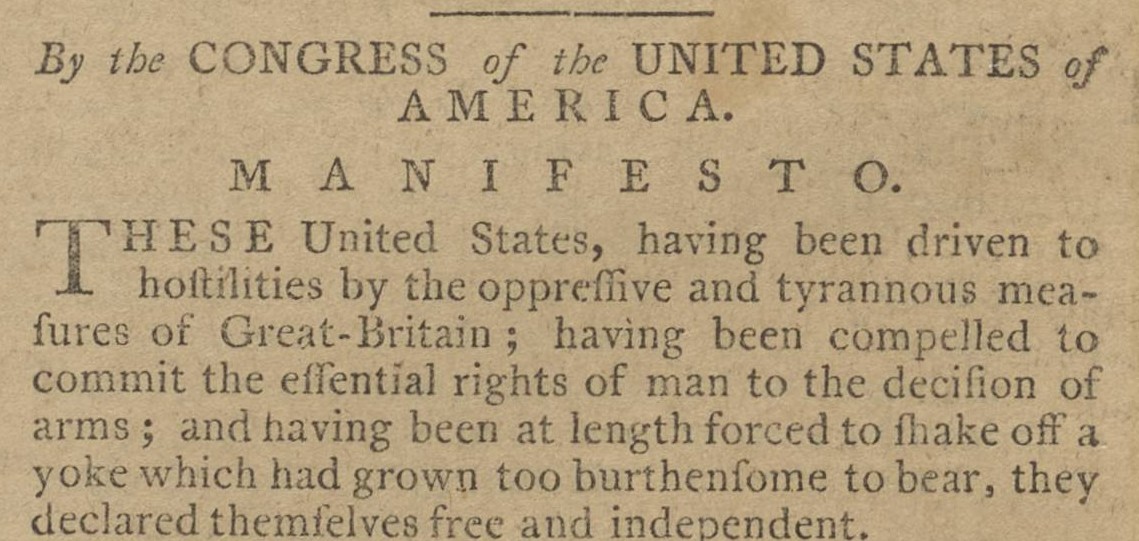 By the CONGRESS of the UNITED STATES of
AMERICA.
MANIFESTO.
THESE United States, having been driven to
hoſtilities by the oppreſſive and tyrannous mea-
ſures of Great-Britain; having been compelled to
commit the eſſential rights of man to the deciſion of
arms; and having been at length forced to ſhake off a
yoke which had grown too burthenſome to bear, they
declared themſelves free and independent.